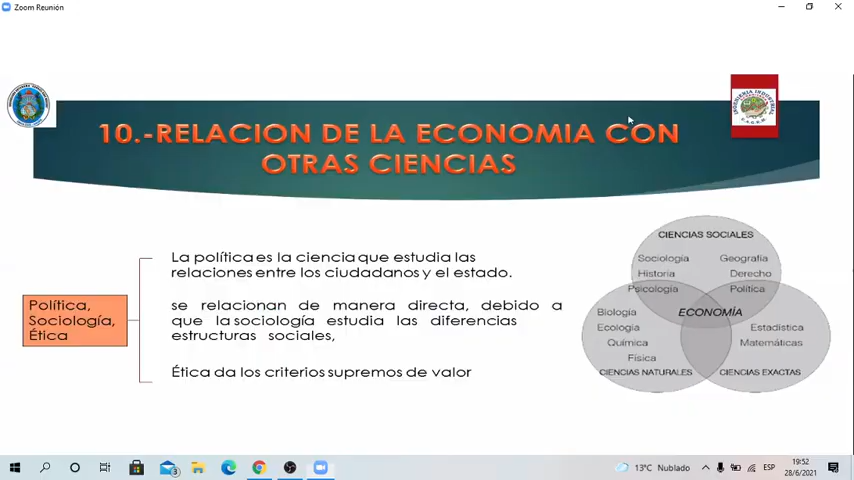 Zoom Reunión
10.-RELACION DE LA ECONOMIA CON
OTRAS CIENCIAS
INGENIERIA INDUSTRIAL
La política es la ciencia que estudia las
relaciones entre los ciudadanos y el estado.
Política,
Sociología,
Ética
se relacionan de manera directa, debido a
que la sociología estudia las diferencias
estructuras sociales,
Ética da los criterios supremos de valor
CIENCIAS SOCIALES
Sociología Geografía
Historia Derecho
Psicología Política
Biología ECONOMÍA
Ecología Estadística
Química Matemáticas
Física
CIENCIAS NATURALES CIENCIAS EXACTAS
3
13°C Nublado
ESP
19:52
28/6/2021